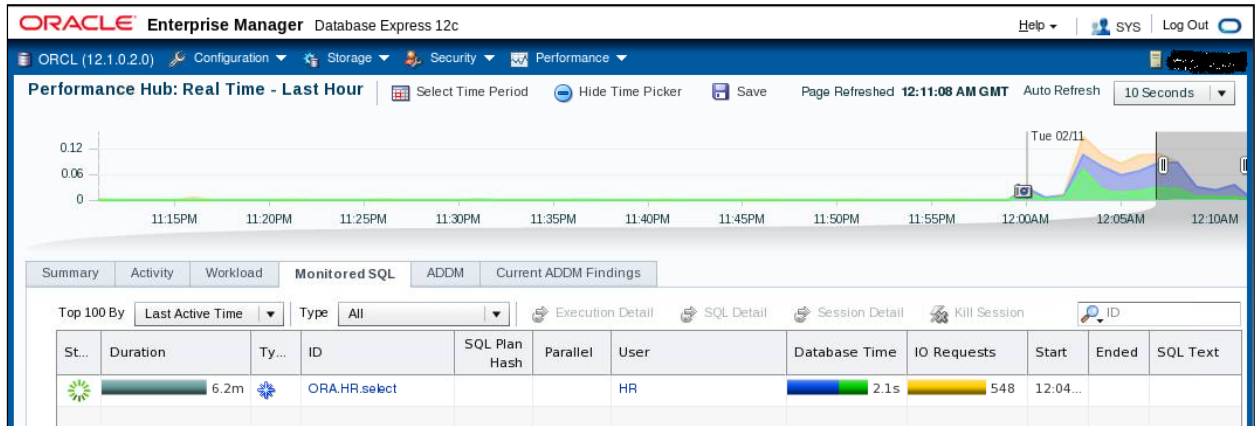 ORACLE Enterprise Manager Database Express 12c Help SYS Log Out
ORCL (12.1.0.2.0) Configuration Storage Security Performance
Performance Hub: Real Time - Last Hour Select Time Period Hide Time Picker Save Page Refreshed 12:11:08 AM GMT Auto Refresh 10 Seconds
Tue 02/11
0.12
0.06
0
11:15PM 11:20PM 11:25PM 11:30PM 11:35PM 11:40PM 11:45PM 11:50PM 11:55PM 12:00AM 12:05AM 12:10AM
Summary Activity Workload Monitored SQL ADDM Current ADDM Findings
Top 100 By Last Active Time Type All Execution Detail SQL Detail Session Detail Kill Session ID
St... Duration Ty... ID SQL Plan Hash Parallel User Database Time IO Requests Start Ended SQL Text
6.2m ORA.HR.select HR 2.1s 548 12:04...